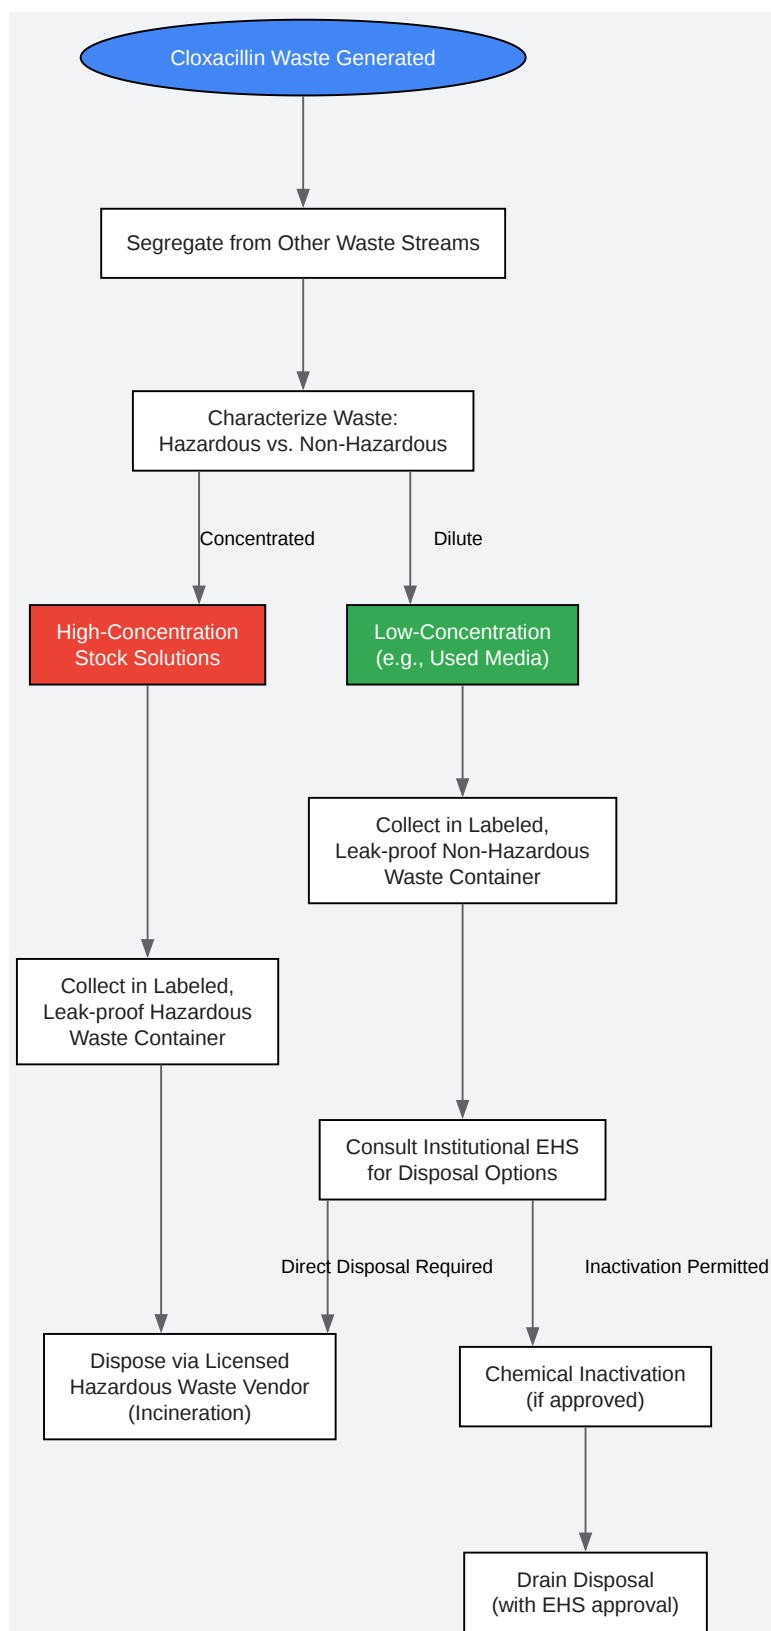 Cloxacillin Waste Generated
Segregate from Other Waste Streams
Characterize Waste:
Hazardous vs. Non-Hazardous
Concentrated
Dilute
High-Concentration
Stock Solutions
Low-Concentration
(e.g., Used Media)
Collect in Labeled,
Leak-proof Non-Hazardous
Waste Container
Collect in Labeled,
Leak-proof Hazardous
Waste Container
Consult Institutional EHS
for Disposal Options
Direct Disposal Required
Inactivation Permitted
Dispose via Licensed
Hazardous Waste Vendor
(Incineration)
Chemical Inactivation
(if approved)
Drain Disposal
(with EHS approval)